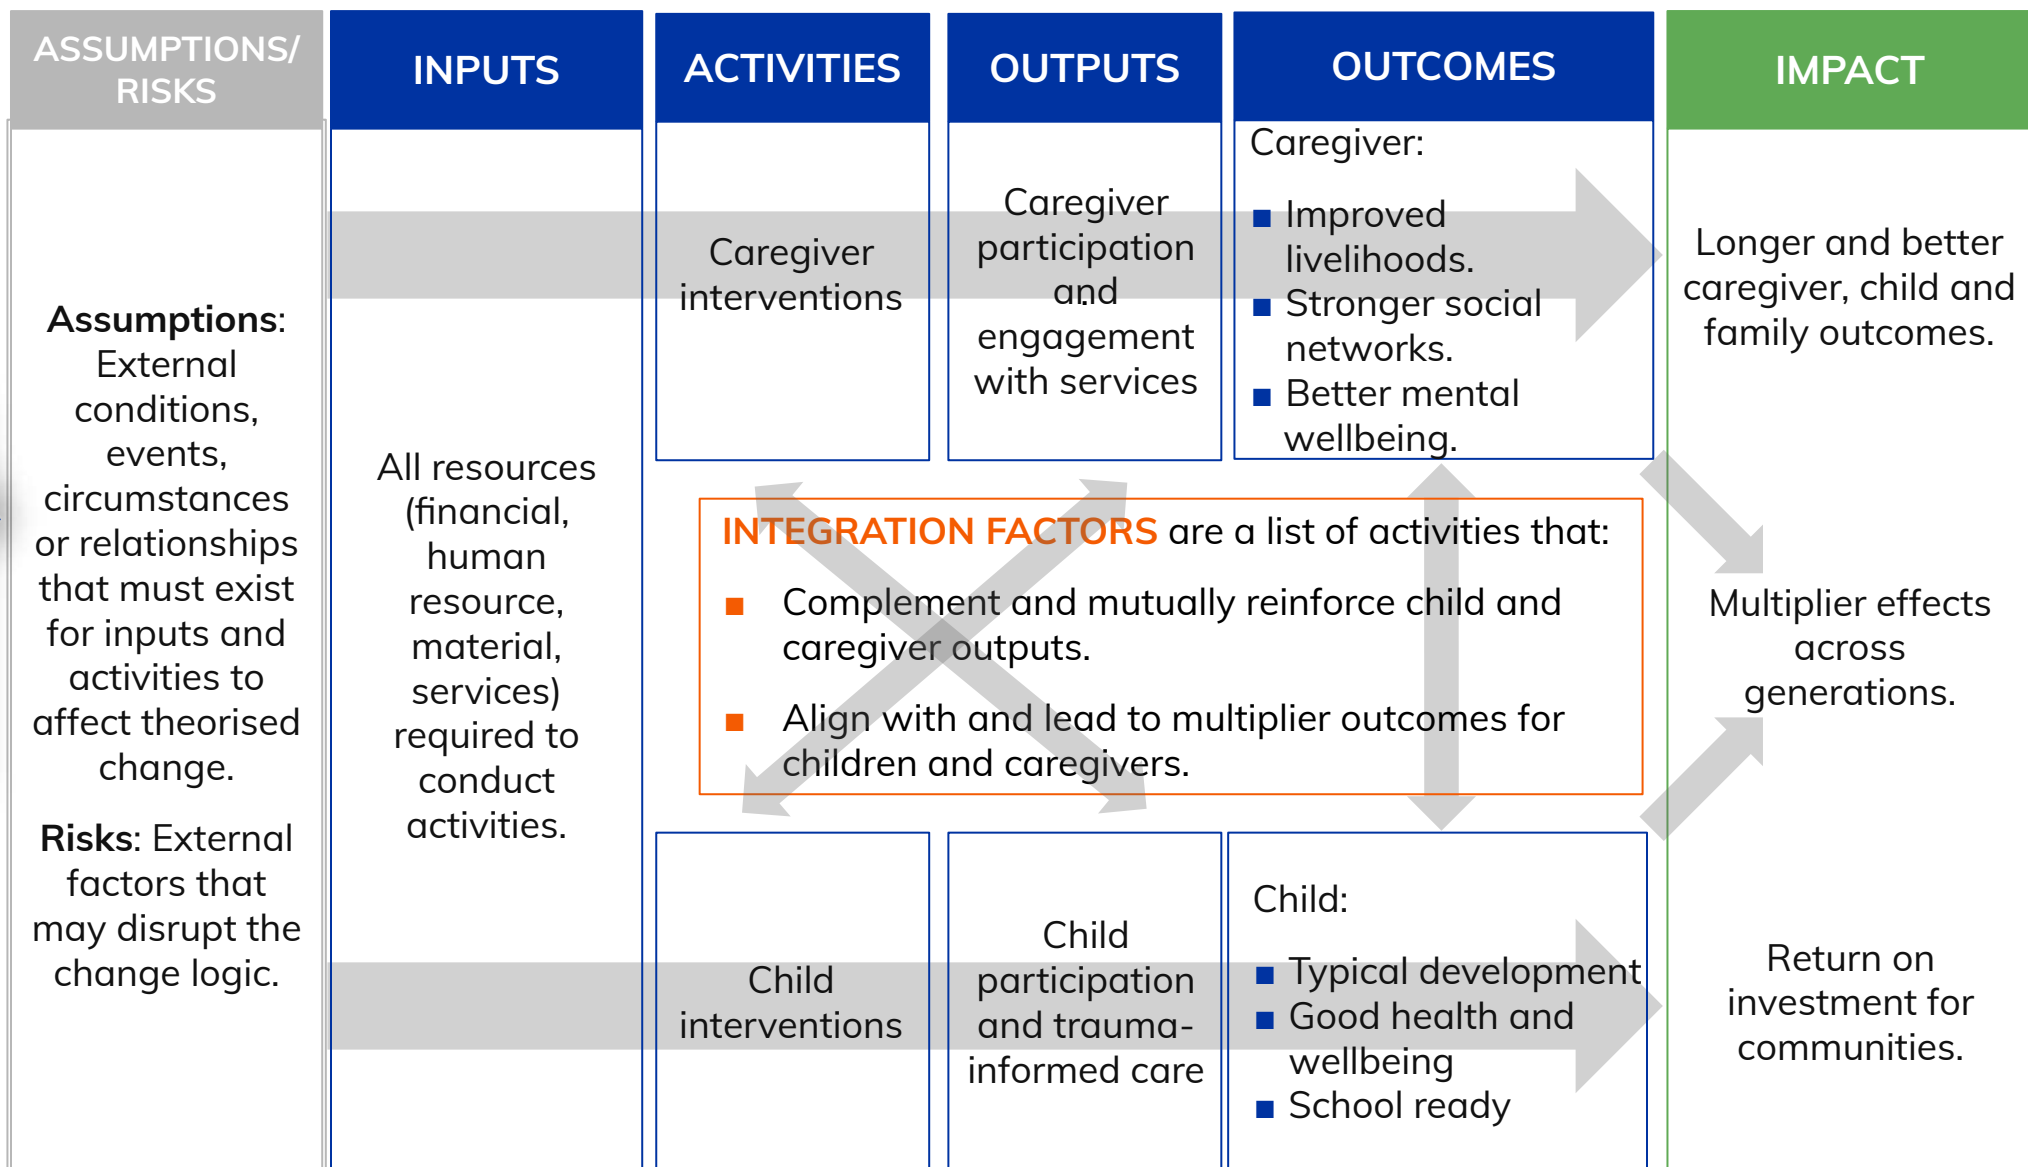 ASSUMPTIONS/
RISKS
INPUTS
ACTIVITIES
OUTPUTS
OUTCOMES
IMPACT
Assumptions:
External
conditions,
events,
circumstances
or relationships
that must exist
for inputs and
activities to
affect theorised
change.
Risks: External
factors that
may disrupt the
change logic.
All resources
(financial,
human
resource,
material,
services)
required to
conduct
activities.
Caregiver
interventions
Caregiver
participation
and
engagement
with services
Caregiver:
■ Improved
livelihoods.
■ Stronger social
networks.
■ Better mental
wellbeing.
INTEGRATION FACTORS are a list of activities that:
■ Complement and mutually reinforce child and
caregiver outputs.
■ Align with and lead to multiplier outcomes for
children and caregivers.
Child
interventions
Child
participation
and trauma-
informed care
Child:
■ Typical development
■ Good health and
wellbeing
■ School ready
Longer and better
caregiver, child and
family outcomes.
Multiplier effects
across
generations.
Return on
investment for
communities.